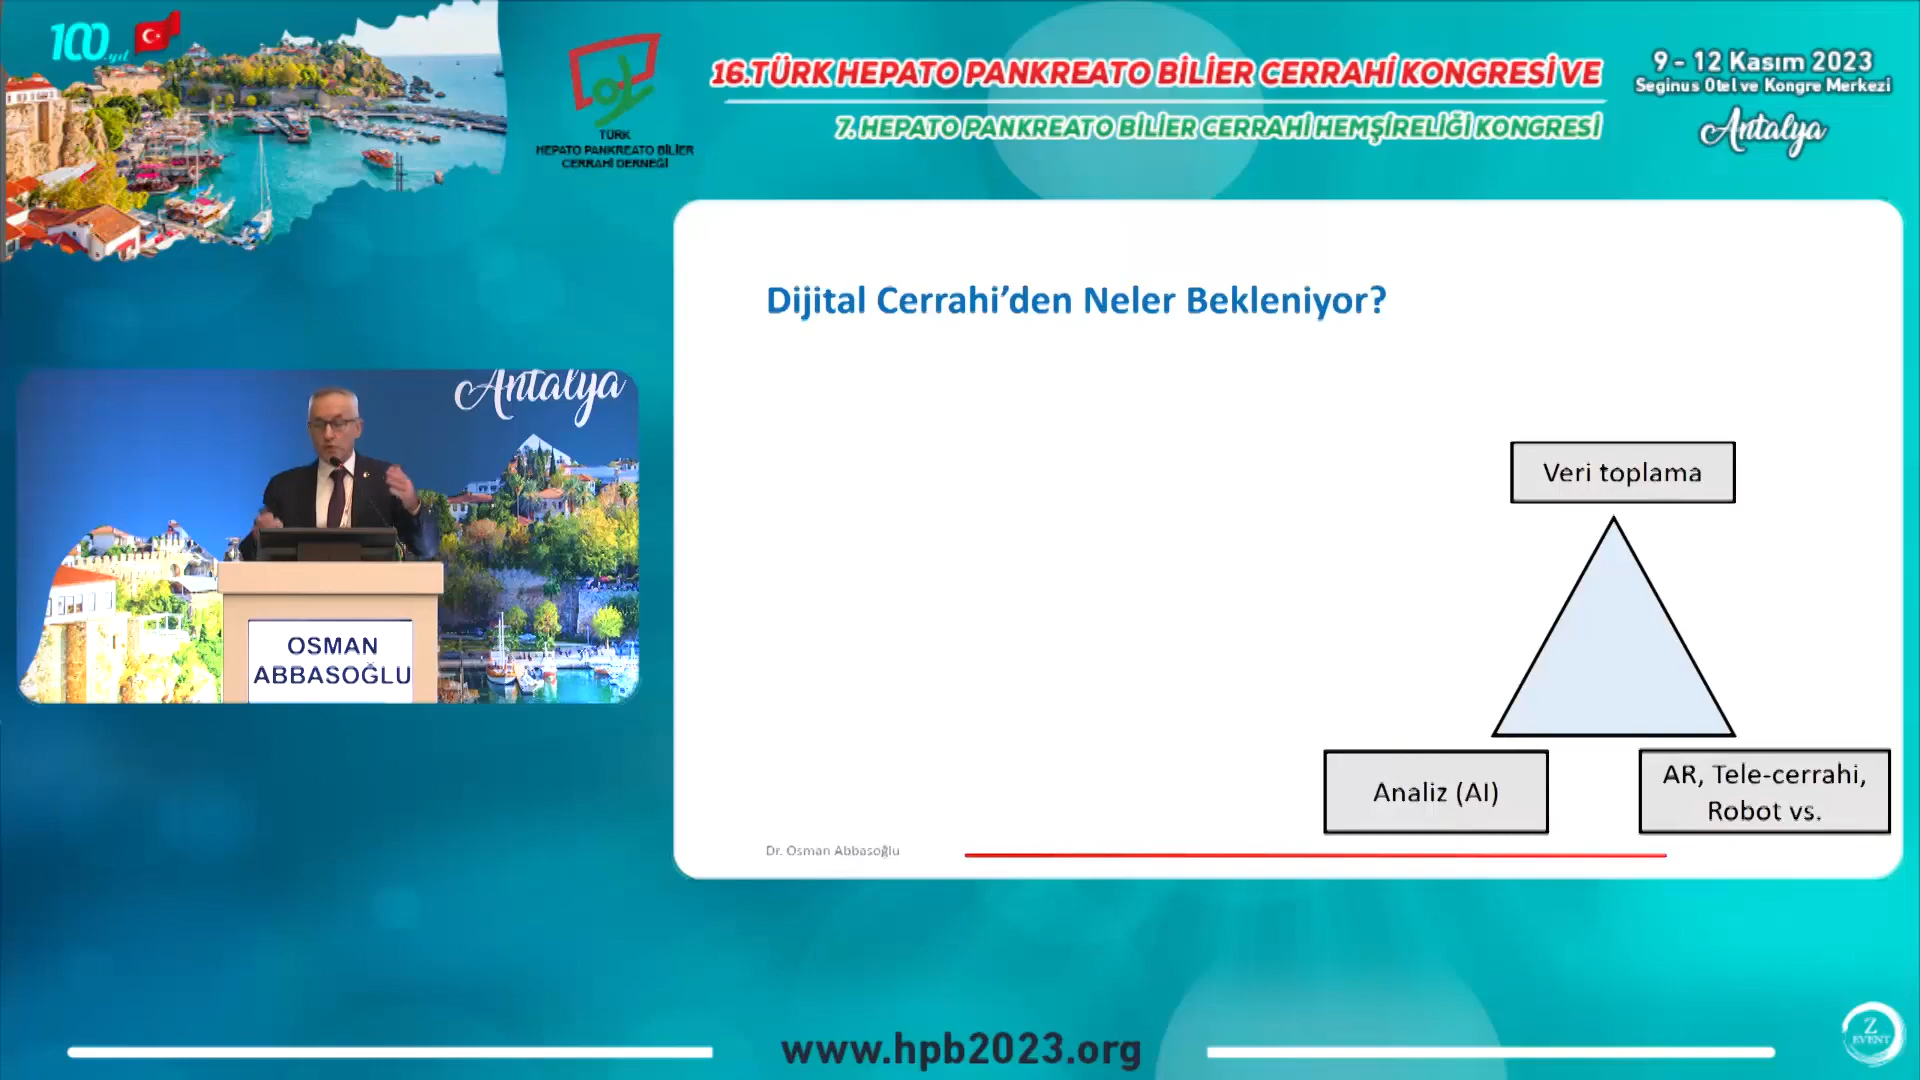 100.yıl
TÜRK
HEPATO PANKREATO BİLİER
CERRAHİ DERNEĞİ
16.TÜRK HEPATO PANKREATO BİLİER CERRAHİ KONGRESİ VE
7. HEPATO PANKREATO BİLİER CERRAHİ HEMŞİRELİĞİ KONGRESİ
9 - 12 Kasım 2023
Seginus Otel ve Kongre Merkezi
Antalya
Antalya
OSMAN
ABBASOĞLU
Dijital Cerrahi’den Neler Bekleniyor?
Veri toplama
Analiz (AI)
AR, Tele-cerrahi,
Robot vs.
Dr. Osman Abbasoğlu
www.hpb2023.org
Z
EVENT